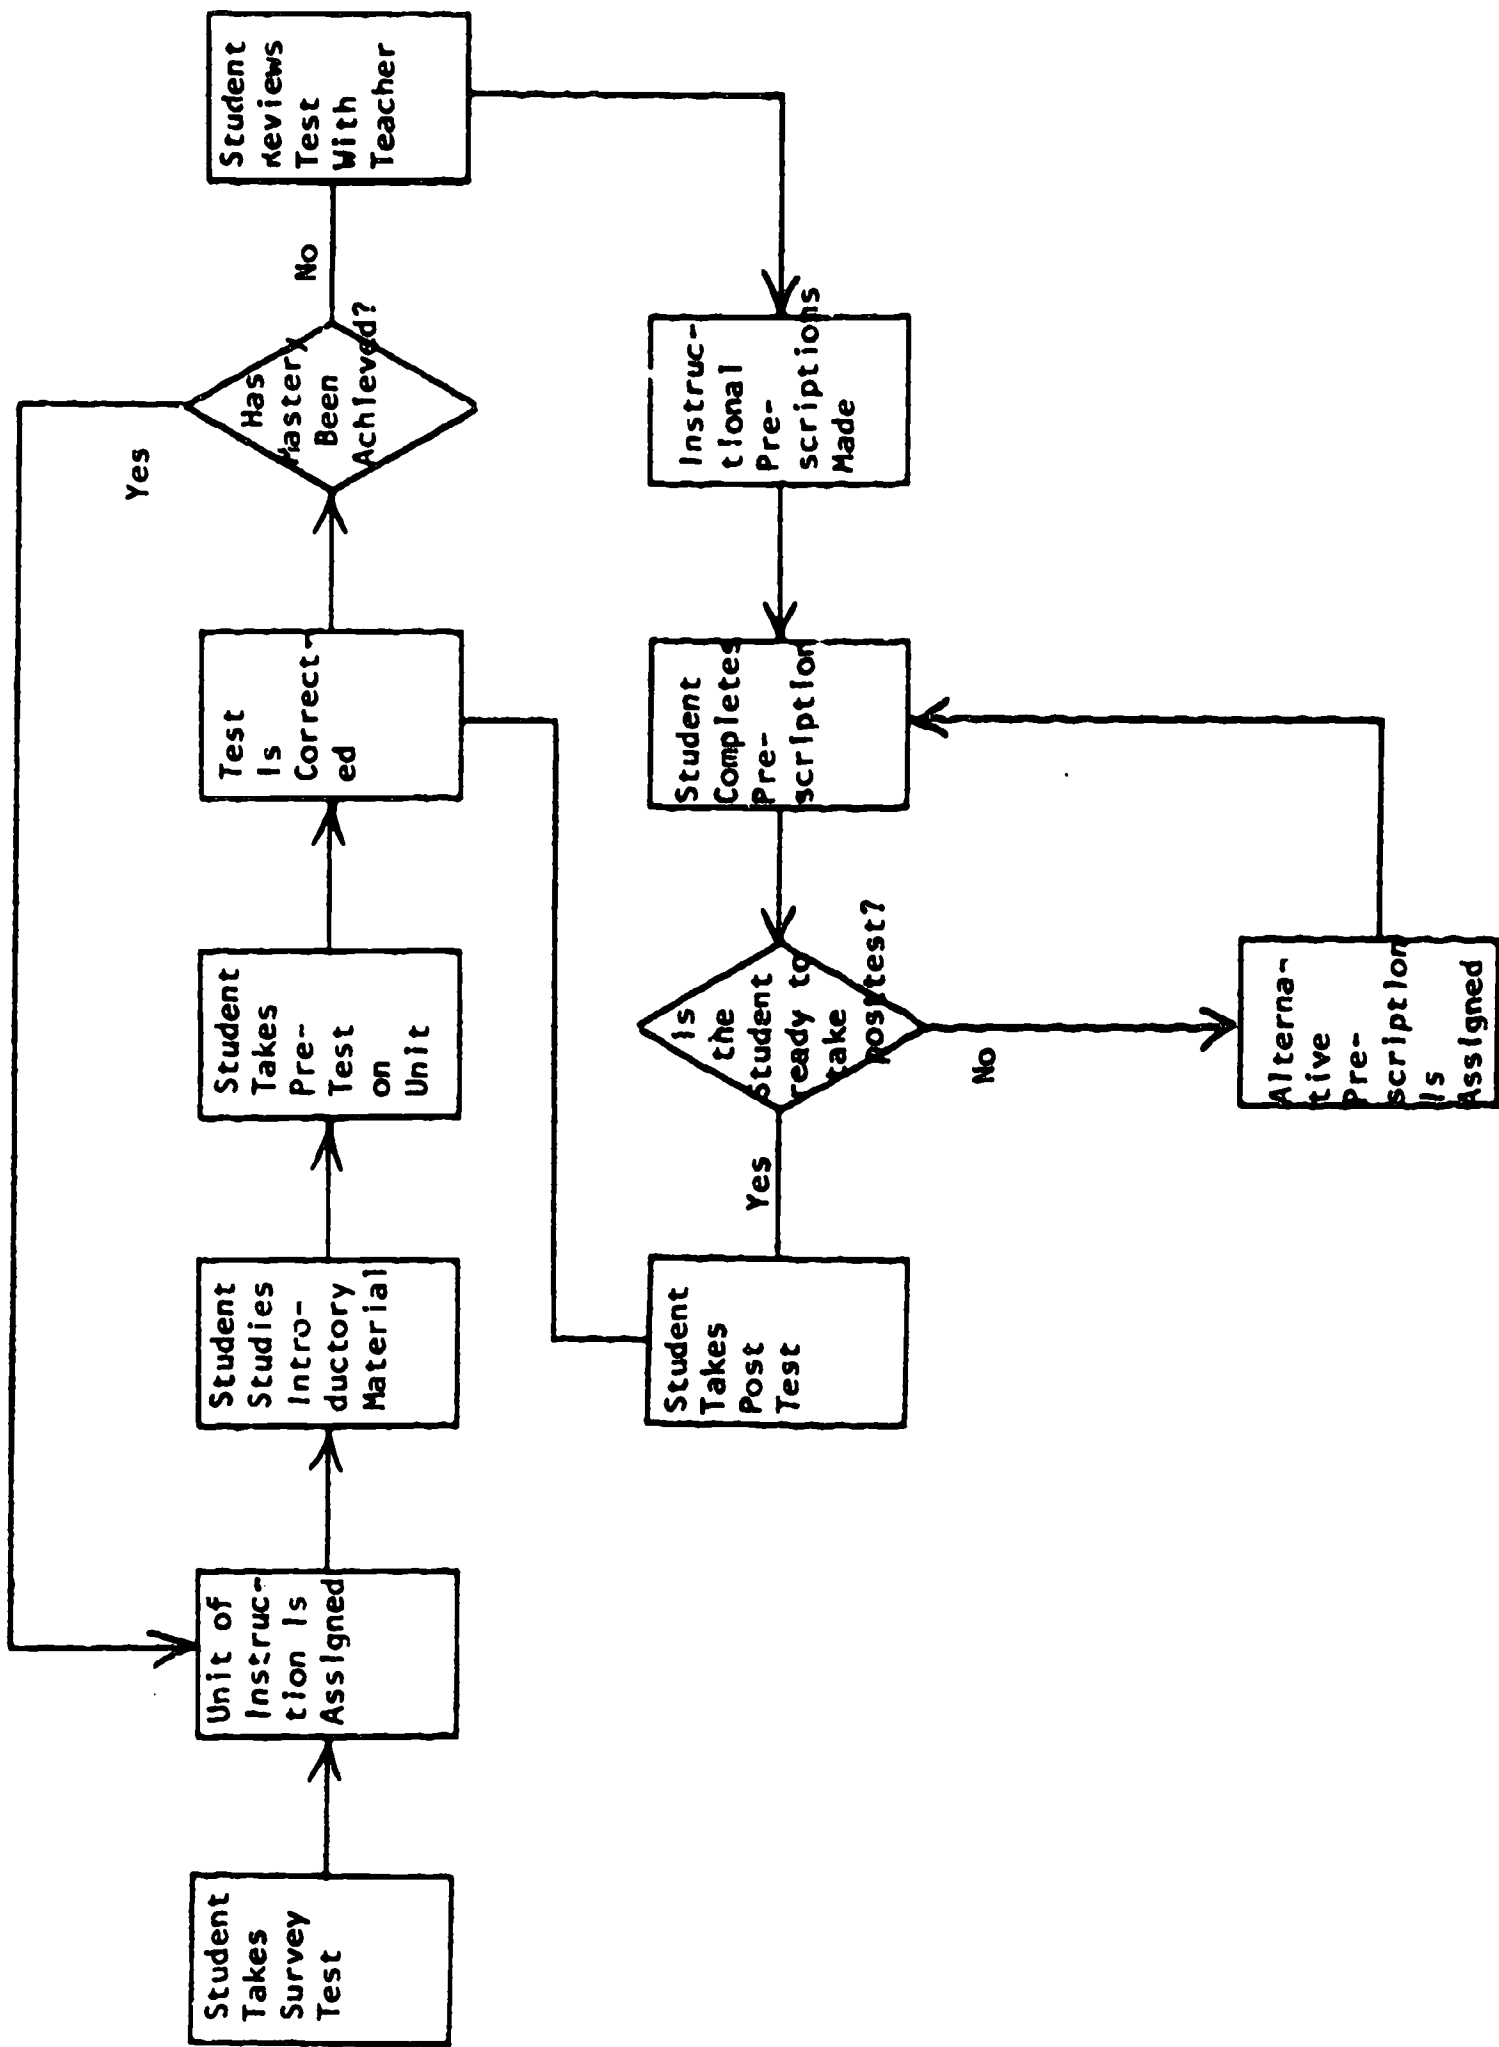 Student
Takes
Survey
Test
Unit of
Instruc-
tion Is
Assigned
Student
Studies
Intro-
ductory
Material
Student
Takes
Pre-
Test
on
Unit
Test
Is
Correct-
ed
Has
Mastery
Been
Achieved?
Yes
No
Student
Reviews
Test
With
Teacher
Instruc-
tional
Pre-
scriptions
Made
Student
Completes
Pre-
scription
Is
the
Student
ready to
take
posttest?
Yes
No
Student
Takes
Post
Test
Alterna-
tive
Pre-
scription
Is
Assigned